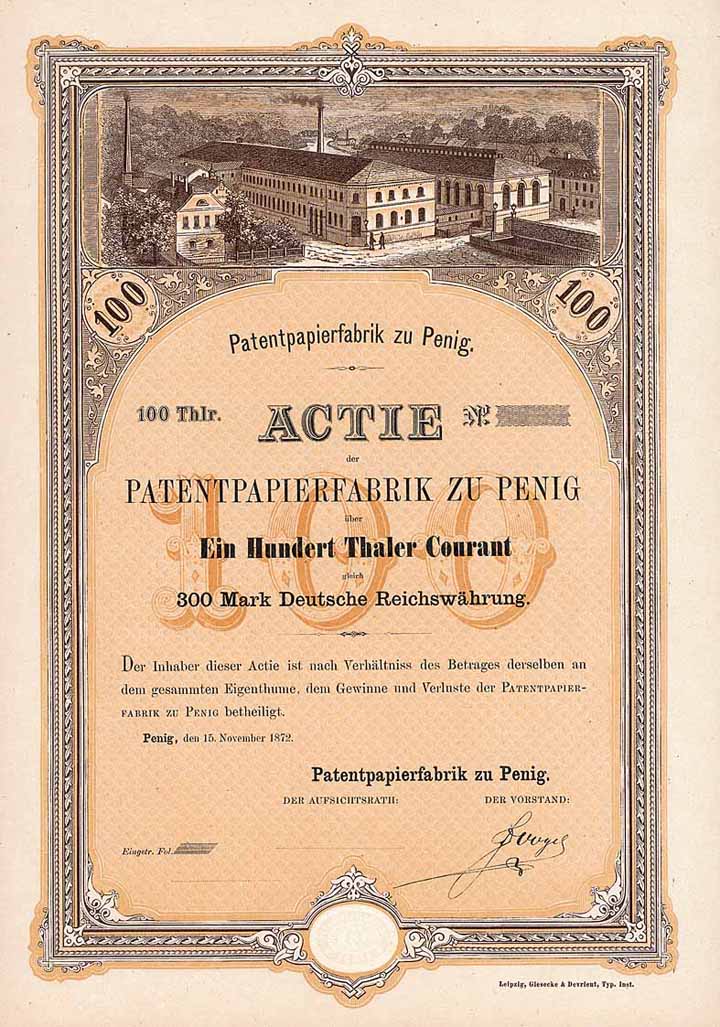 100
100
Patentpapierfabrik zu Penig.
100 Thlr. ACTIE No.
der
PATENTPAPIERFABRIK ZU PENIG
über
Ein Hundert Thaler Courant
gleich
300 Mark Deutsche Reichswährung.
100
Der Inhaber dieser Actie ist nach Verhältniss des Betrages derselben an
dem gesammten Eigenthume, dem Gewinne und Verluste der PATENTPAPIER-
FABRIK ZU PENIG betheiligt.
Penig, den 15. November 1872.
Patentpapierfabrik zu Penig.
DER AUFSICHTSRATH: DER VORSTAND:
Eingetr. Fol.
Leipzig, Giesecke & Devrient, Typ. Inst.